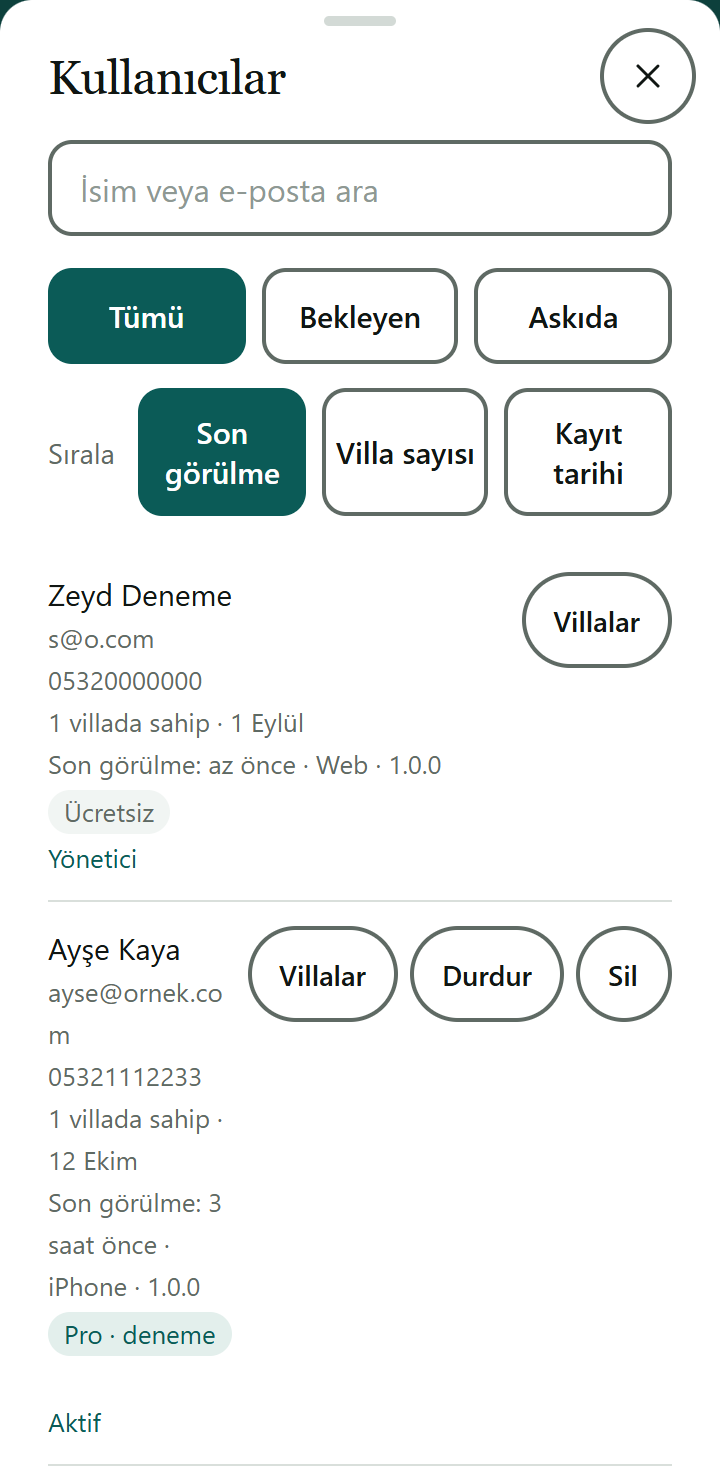 Kullanıcılar
İsim veya e-posta ara
Tümü
Bekleyen
Askıda
Sırala
Son
görülme
Villa sayısı
Kayıt
tarihi
Zeyd Deneme
Villalar
s@o.com
05320000000
1 villada sahip · 1 Eylül
Son görülme: az önce · Web · 1.0.0
Ücretsiz
Yönetici
Ayşe Kaya
Villalar
Durdur
Sil
ayse@ornek.co
m
05321112233
1 villada sahip ·
12 Ekim
Son görülme: 3
saat önce ·
iPhone · 1.0.0
Pro · deneme
Aktif